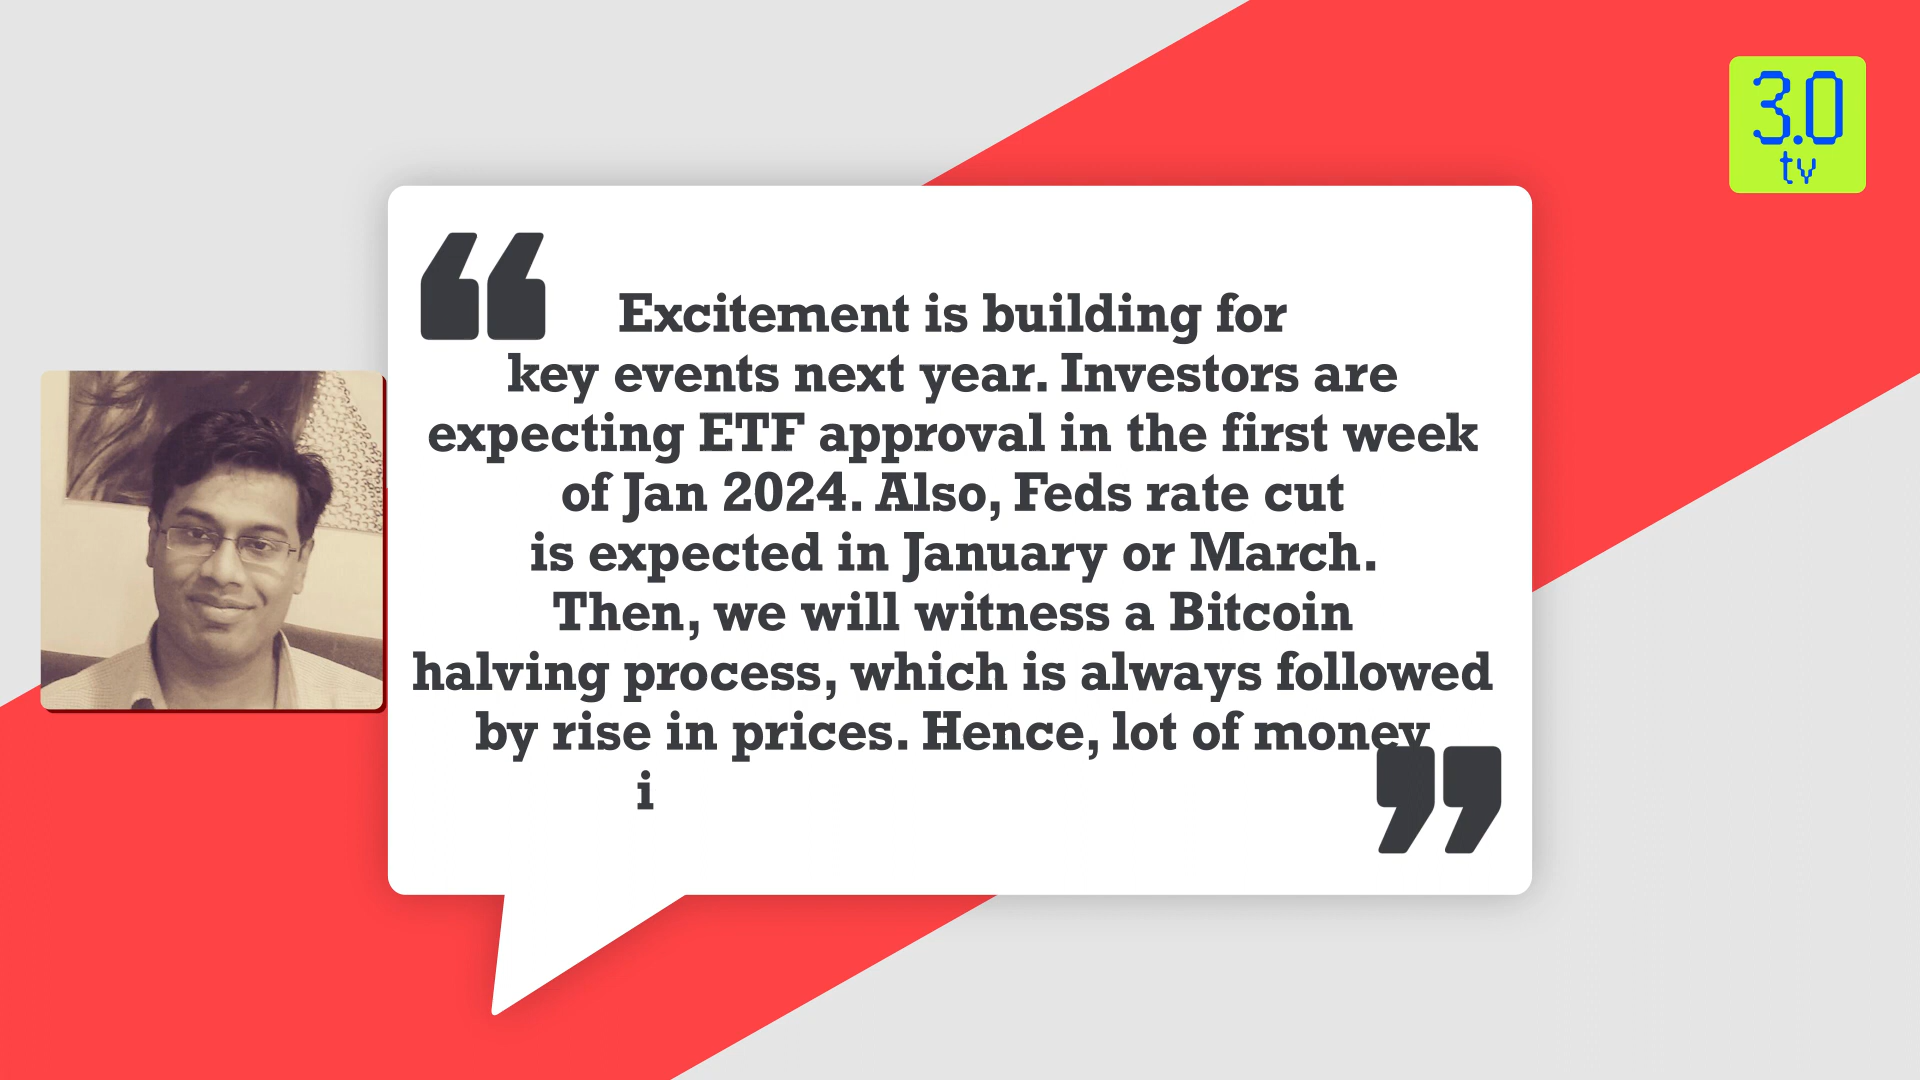 3.0
tv
Excitement is building for
key events next year. Investors are
expecting ETF approval in the first week
of Jan 2024. Also, Feds rate cut
is expected in January or March.
Then, we will witness a Bitcoin
halving process, which is always followed
by rise in prices. Hence, lot of money
i